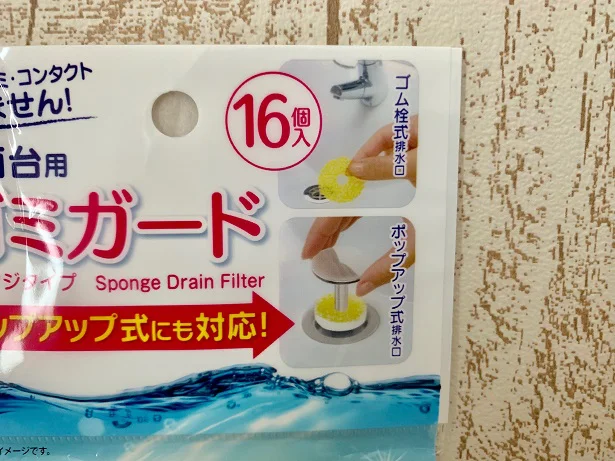 ミ・コンタクト
ません!
面台用
16個入
ゴム栓式排水口
ゴミガード
ジタイプ Sponge Drain Filter
ポップアップ式排水口
ップアップ式にも対応!
イメージです。